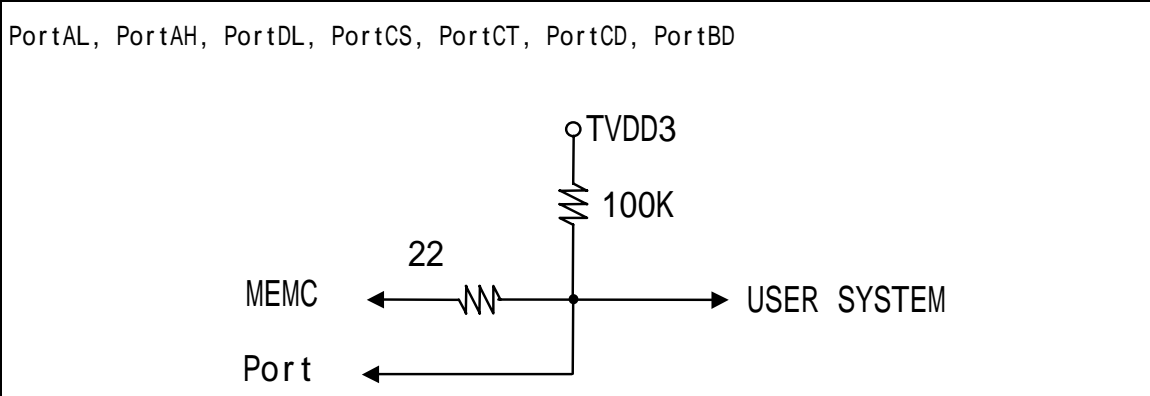 PortAL, PortAH, PortDL, PortCS, PortCT, PortCD, PortBD
TVDD3
100K
22
MEMC
USER SYSTEM
Port